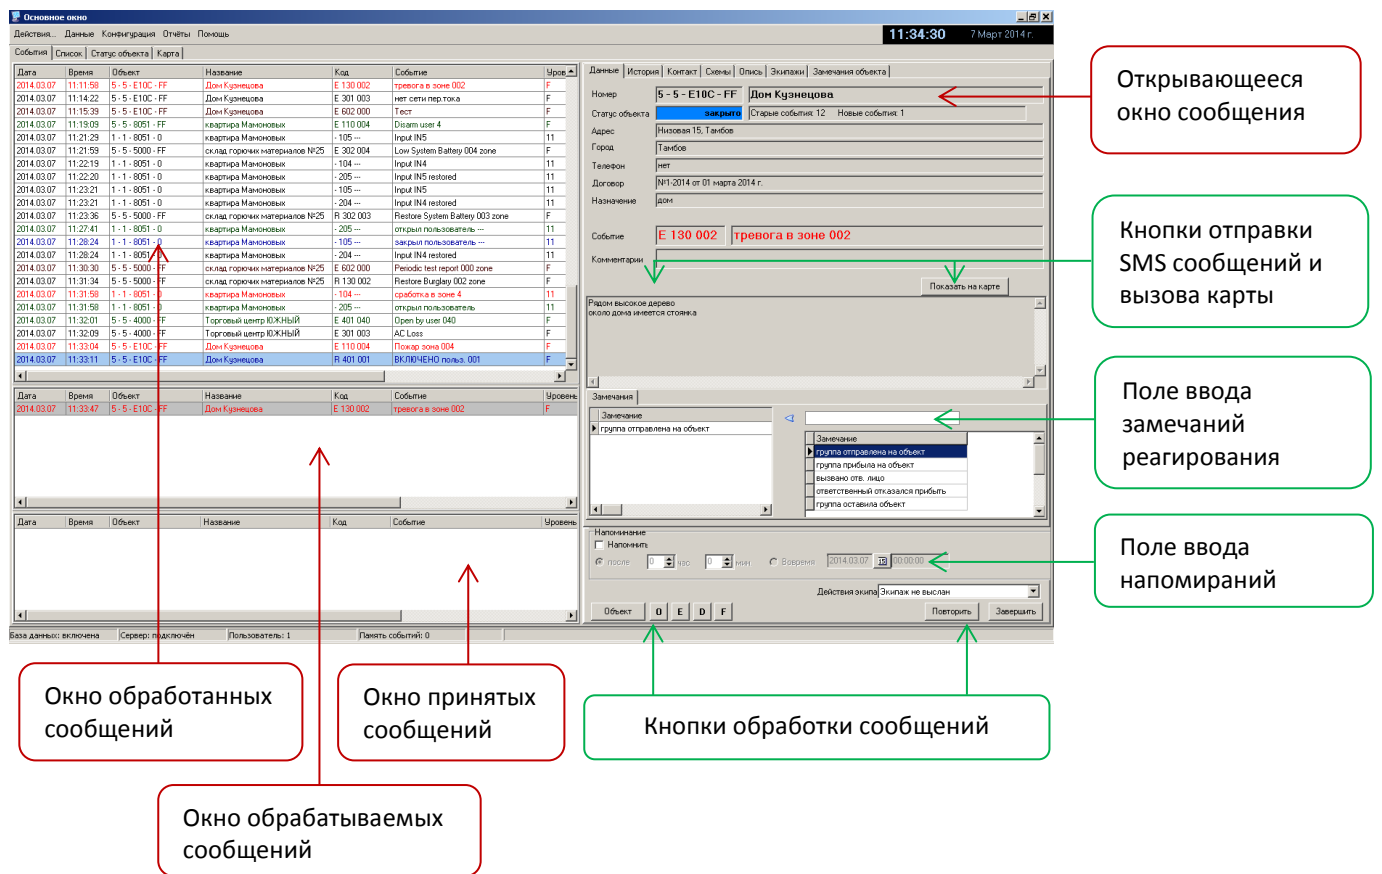 Основное окно
Действия... Данные Конфигурация Отчёты Помощь
11:34:30 7 Март 2014 г.
События Список Статус объекта Карта
Дата Время Объект Название Код Событие Уров
2014.03.07 11:11:58 5 - 5 - E10C - FF Дом Кузнецова E 130 002 тревога в зоне 002 F
2014.03.07 11:14:22 5 - 5 - E10C - FF Дом Кузнецова E 301 003 нет сети пер.тока F
2014.03.07 11:15:39 5 - 5 - E10C - FF Дом Кузнецова E 602 000 Тест F
2014.03.07 11:19:09 5 - 5 - 8051 - FF квартира Мамоновых E 110 004 Disarm user 4 F
2014.03.07 11:21:29 1 - 1 - 8051 - 0 квартира Мамоновых - 105 --- Input IN5 11
2014.03.07 11:21:59 5 - 5 - 5000 - FF склад горючих материалов №25 E 302 004 Low System Battery 004 zone F
2014.03.07 11:22:19 1 - 1 - 8051 - 0 квартира Мамоновых - 104 --- Input IN4 11
2014.03.07 11:22:20 1 - 1 - 8051 - 0 квартира Мамоновых - 205 --- Input IN5 restored 11
2014.03.07 11:23:21 1 - 1 - 8051 - 0 квартира Мамоновых - 105 --- Input IN5 11
2014.03.07 11:23:21 1 - 1 - 8051 - 0 квартира Мамоновых - 204 --- Input IN4 restored 11
2014.03.07 11:23:36 5 - 5 - 5000 - FF склад горючих материалов №25 R 302 003 Restore System Battery 003 zone F
2014.03.07 11:27:41 1 - 1 - 8051 - 0 квартира Мамоновых - 205 --- открыл пользователь --- 11
2014.03.07 11:28:24 1 - 1 - 8051 - 0 квартира Мамоновых - 105 --- закрыл пользователь --- 11
2014.03.07 11:28:24 1 - 1 - 8051 - 0 квартира Мамоновых - 204 --- Input IN4 restored 11
2014.03.07 11:30:30 5 - 5 - 5000 - FF склад горючих материалов №25 E 602 000 Periodic test report 000 zone F
2014.03.07 11:31:34 5 - 5 - 5000 - FF склад горючих материалов №25 R 130 002 Restore Burglary 002 zone F
2014.03.07 11:31:58 1 - 1 - 8051 - 0 квартира Мамоновых - 104 --- сработка в зоне 4 11
2014.03.07 11:31:58 1 - 1 - 8051 - 0 квартира Мамоновых - 205 --- открыл пользователь 11
2014.03.07 11:32:01 5 - 5 - 4000 - FF Торговый центр ЮЖНЫЙ E 401 040 Open by user 040 F
2014.03.07 11:32:09 5 - 5 - 4000 - FF Торговый центр ЮЖНЫЙ E 301 003 AC Loss F
2014.03.07 11:33:04 5 - 5 - E10C - FF Дом Кузнецова E 110 004 Пожар зона 004 F
2014.03.07 11:33:11 5 - 5 - E10C - FF Дом Кузнецова R 401 001 ВКЛЮЧЕНО польз. 001 F
Дата Время Объект Название Код Событие Уровень
2014.03.07 11:33:47 5 - 5 - E10C - FF Дом Кузнецова E 130 002 тревога в зоне 002 F
Дата Время Объект Название Код Событие Уровень
База данных: включена Сервер: подключён Пользователь: 1 Память событий: 0
Данные История Контакт Схемы Опись Экипажи Замечания объекта
Номер 5 - 5 - E10C - FF Дом Кузнецова
Статус объекта закрыто Старые события: 12 Новые события: 1
Адрес Низовая 15, Тамбов
Город Тамбов
Телефон нет
Договор №1-2014 от 01 марта 2014 г.
Назначение дом
Событие E 130 002 тревога в зоне 002
Комментарии
Показать на карте
Рядом высокое дерево
около дома имеется стоянка
Замечания
Замечание
группа отправлена на объект
Замечание
группа отправлена на объект
группа прибыла на объект
вызвано отв. лицо
ответственный отказался прибыть
группа оставила объект
Напоминание
Напомнить
после 0 час 0 мин Вовремя 2014.03.07 15 00:00:00
Действия экипа Экипаж не выслан
Объект O E D F Повторить Завершить
Открывающееся
окно сообщения
Кнопки отправки
SMS сообщений и
вызова карты
Поле ввода
замечаний
реагирования
Поле ввода
напомираний
Окно обработанных
сообщений
Окно принятых
сообщений
Кнопки обработки сообщений
Окно обрабатываемых
сообщений